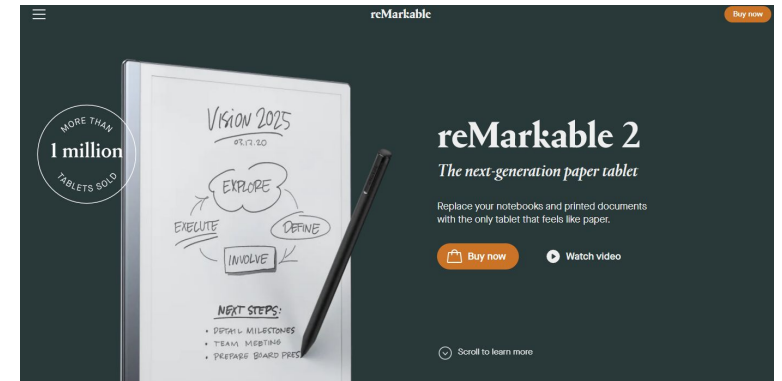 reMarkable
Buy now
MORE THAN
1 million
TABLETS SOLD
VISION 2025
03.17.20
EXPLORE
EXECUTE
DEFINE
INVOLVE
NEXT STEPS:
• DETAIL MILESTONES
• TEAM MEETING
• PREPARE BOARD PRES
reMarkable 2
The next-generation paper tablet
Replace your notebooks and printed documents
with the only tablet that feels like paper.
Buy now
Watch video
Scroll to learn more